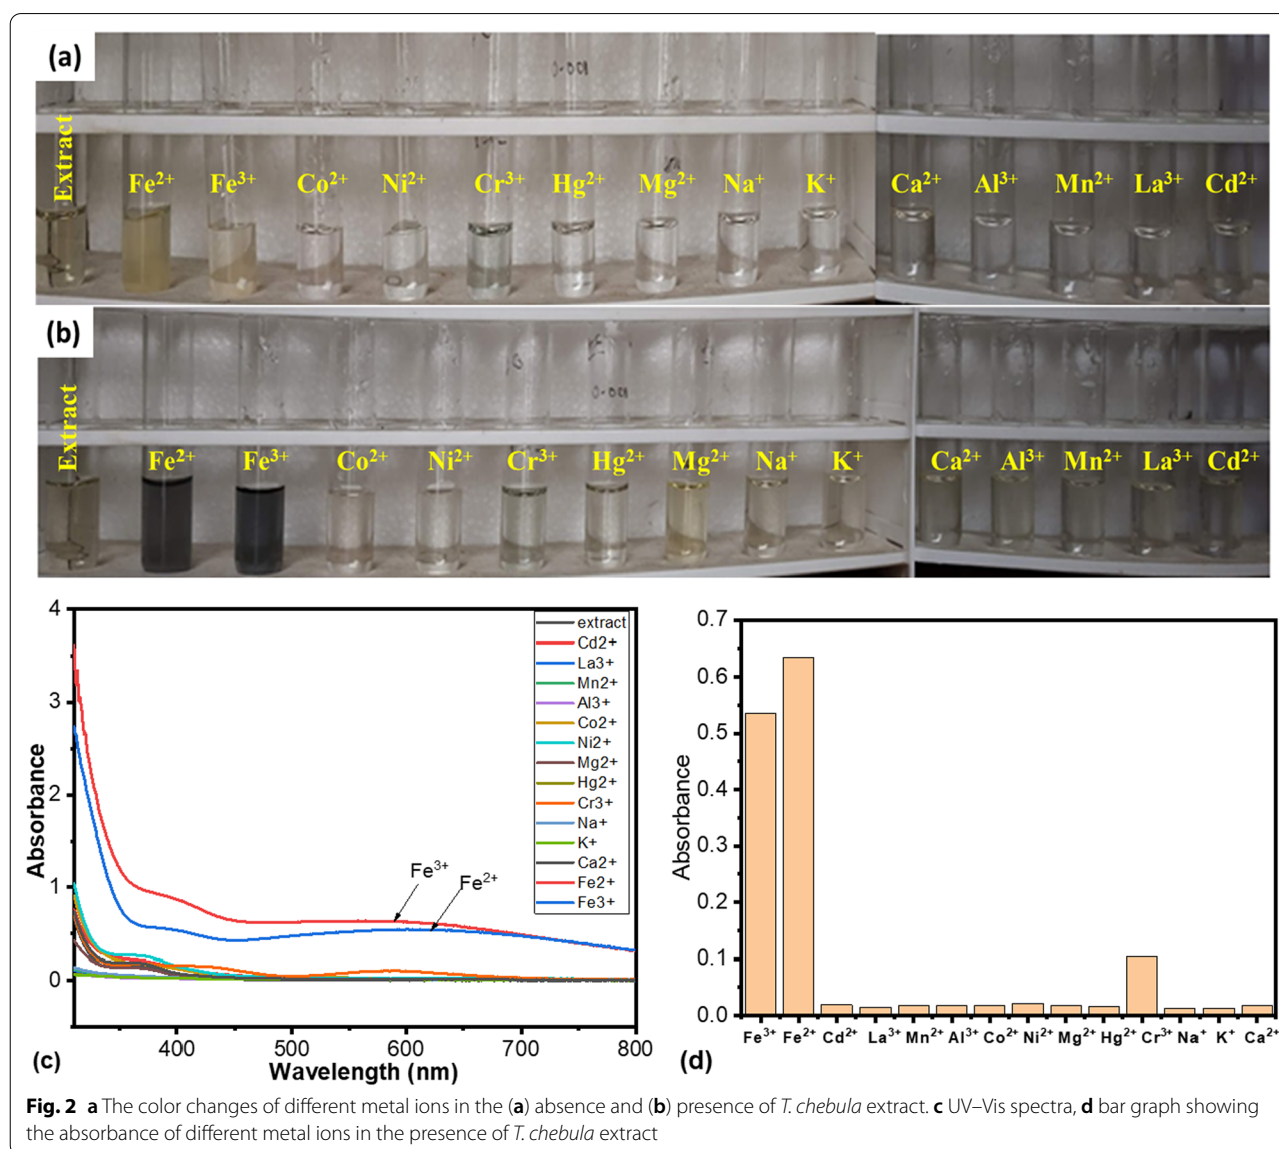 (a)
Extract
Fe2+ Fe3+ Co2+ Ni2+ Cr3+ Hg2+ Mg2+ Na+ K+ Ca2+ Al3+ Mn2+ La3+ Cd2+
0-001
(b)
Extract
Fe2+ Fe3+ Co2+ Ni2+ Cr3+ Hg2+ Mg2+ Na+ K+ Ca2+ Al3+ Mn2+ La3+ Cd2+
0-001
4
3
2
1
0
Absorbance
400 500 600 700 800
Wavelength (nm)
Fe3+
Fe2+
extract
Cd2+
La3+
Mn2+
Al3+
Co2+
Ni2+
Mg2+
Hg2+
Cr3+
Na+
K+
Ca2+
Fe2+
Fe3+
(c)
0.7
0.6
0.5
0.4
0.3
0.2
0.1
0.0
Absorbance
Fe3+ Fe2+ Cd2+ La3+ Mn2+ Al3+ Co2+ Ni2+ Mg2+ Hg2+ Cr3+ Na+ K+ Ca2+
(d)
Fig. 2 a The color changes of different metal ions in the (a) absence and (b) presence of T. chebula extract. c UV–Vis spectra, d bar graph showing
the absorbance of different metal ions in the presence of T. chebula extract